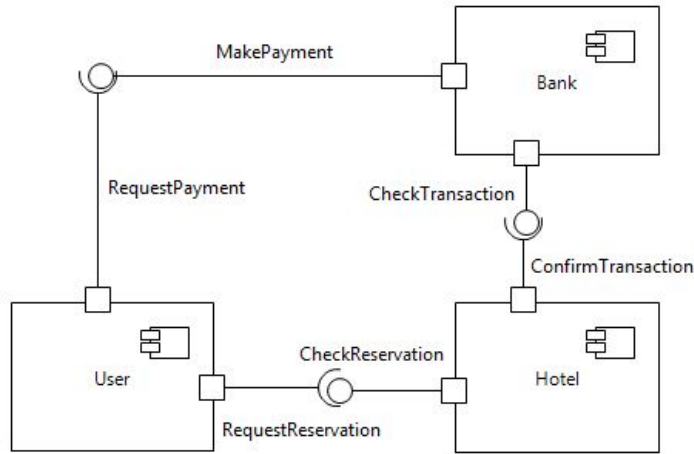 MakePayment
Bank
RequestPayment
CheckTransaction
ConfirmTransaction
CheckReservation
User
Hotel
RequestReservation